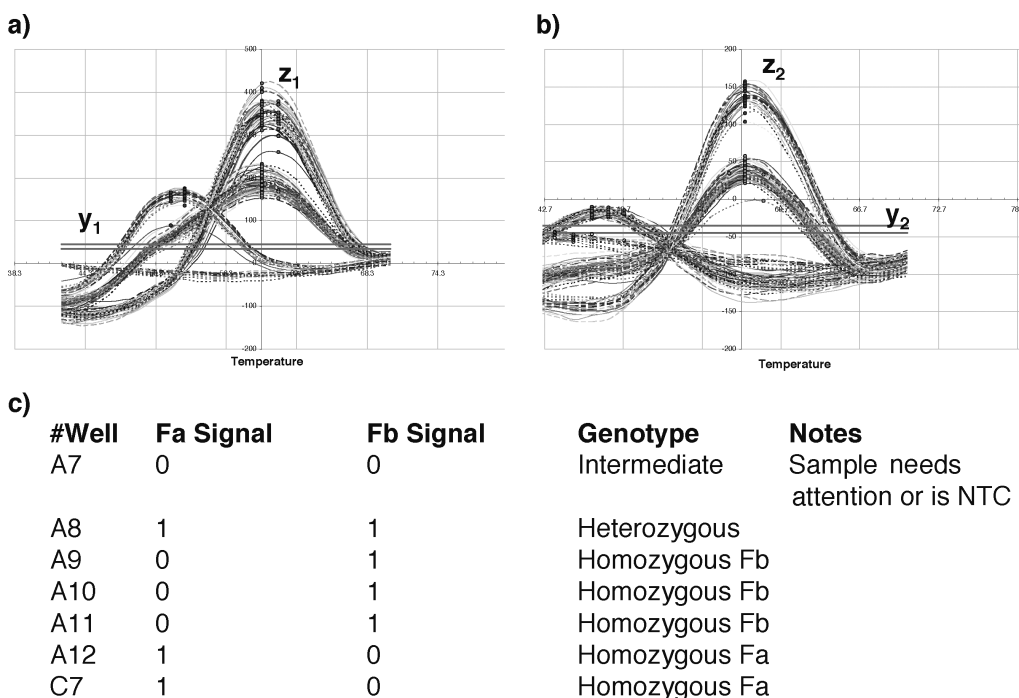 a)
b)
500
z1
400
200
y1
100
38.3
68.3
74.3
-100
-200
Temperature
200
z2
150
100
50
42.7
66.7
72.7
78
y2
-50
-100
-150
-200
Temperature
c)
#Well Fa Signal Fb Signal Genotype Notes
A7 0 0 Intermediate Sample needs
attention or is NTC
A8 1 1 Heterozygous
A9 0 1 Homozygous Fb
A10 0 1 Homozygous Fb
A11 0 1 Homozygous Fb
A12 1 0 Homozygous Fa
C7 1 0 Homozygous Fa